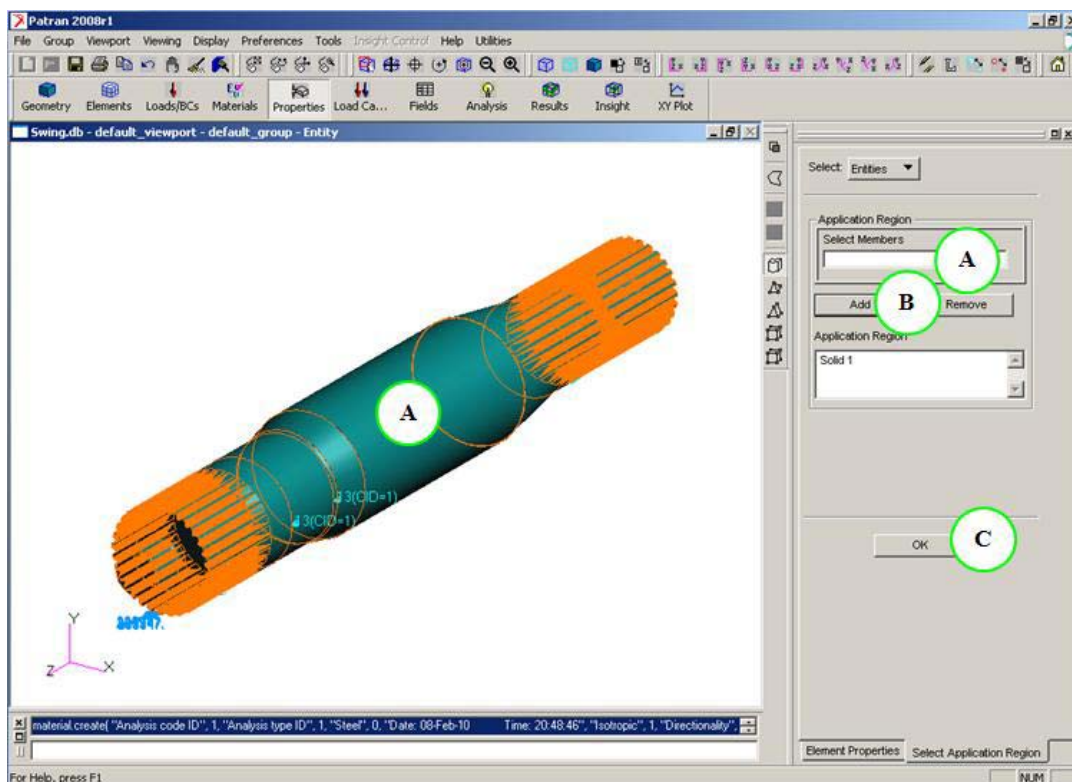 Patran 2008r1
File Group Viewport Viewing Display Preferences Tools Insight Control Help Utilities
Geometry Elements Loads/BCs Materials Properties Load Ca... Fields Analysis Results Insight XY Plot
Swing.db - default_viewport - default_group - Entity
Select: Entities
Application Region
Select Members
A
Add
B
Remove
Application Region
Solid 1
A
13(CID=1)
13(CID=1)
OK
C
Y
Z
X
material.create( "Analysis code ID", 1, "Analysis type ID", 1, "Steel", 0, "Date: 08-Feb-10 Time: 20:48:46", "Isotropic", 1, "Directionality",
Element Properties Select Application Region
For Help, press F1
NUM